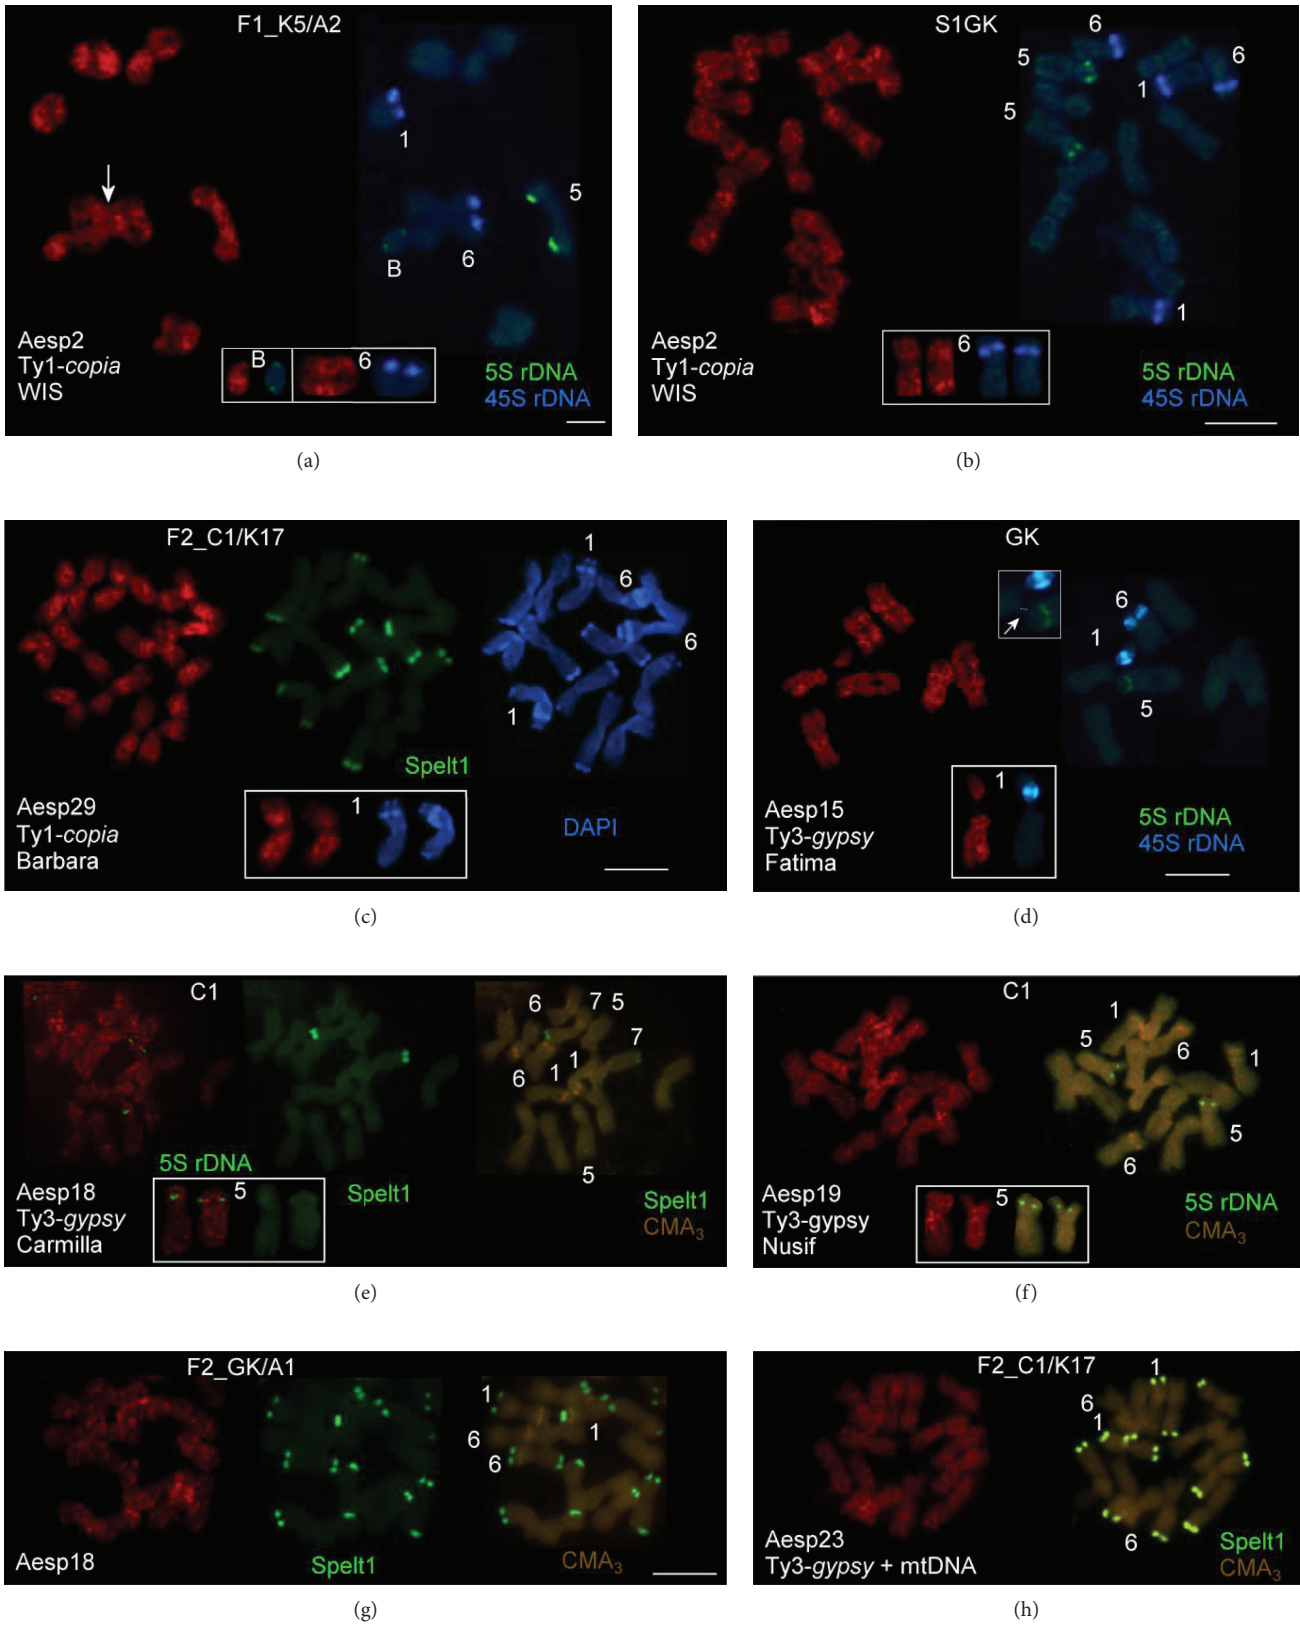 F1_K5/A2
1
5
B
6
Aesp2
Ty1-copia
WIS
B
6
5S rDNA
45S rDNA
(a)
S1GK
6
5
6
1
5
1
Aesp2
Ty1-copia
WIS
6
5S rDNA
45S rDNA
(b)
F2_C1/K17
1
6
6
1
Spelt1
Aesp29
Ty1-copia
Barbara
1
DAPI
(c)
GK
6
1
5
Aesp15
Ty3-gypsy
Fatima
1
5S rDNA
45S rDNA
(d)
C1
6
7
5
7
1
1
6
5
5S rDNA
Aesp18
Ty3-gypsy
Carmilla
5
Spelt1
Spelt1
CMA3
(e)
C1
1
5
6
1
5
6
Aesp19
Ty3-gypsy
Nusif
5
5S rDNA
CMA3
(f)
F2_GK/A1
1
1
6
6
Aesp18
Spelt1
CMA3
(g)
F2_C1/K17
1
6
1
6
Aesp23
Ty3-gypsy + mtDNA
Spelt1
CMA3
(h)